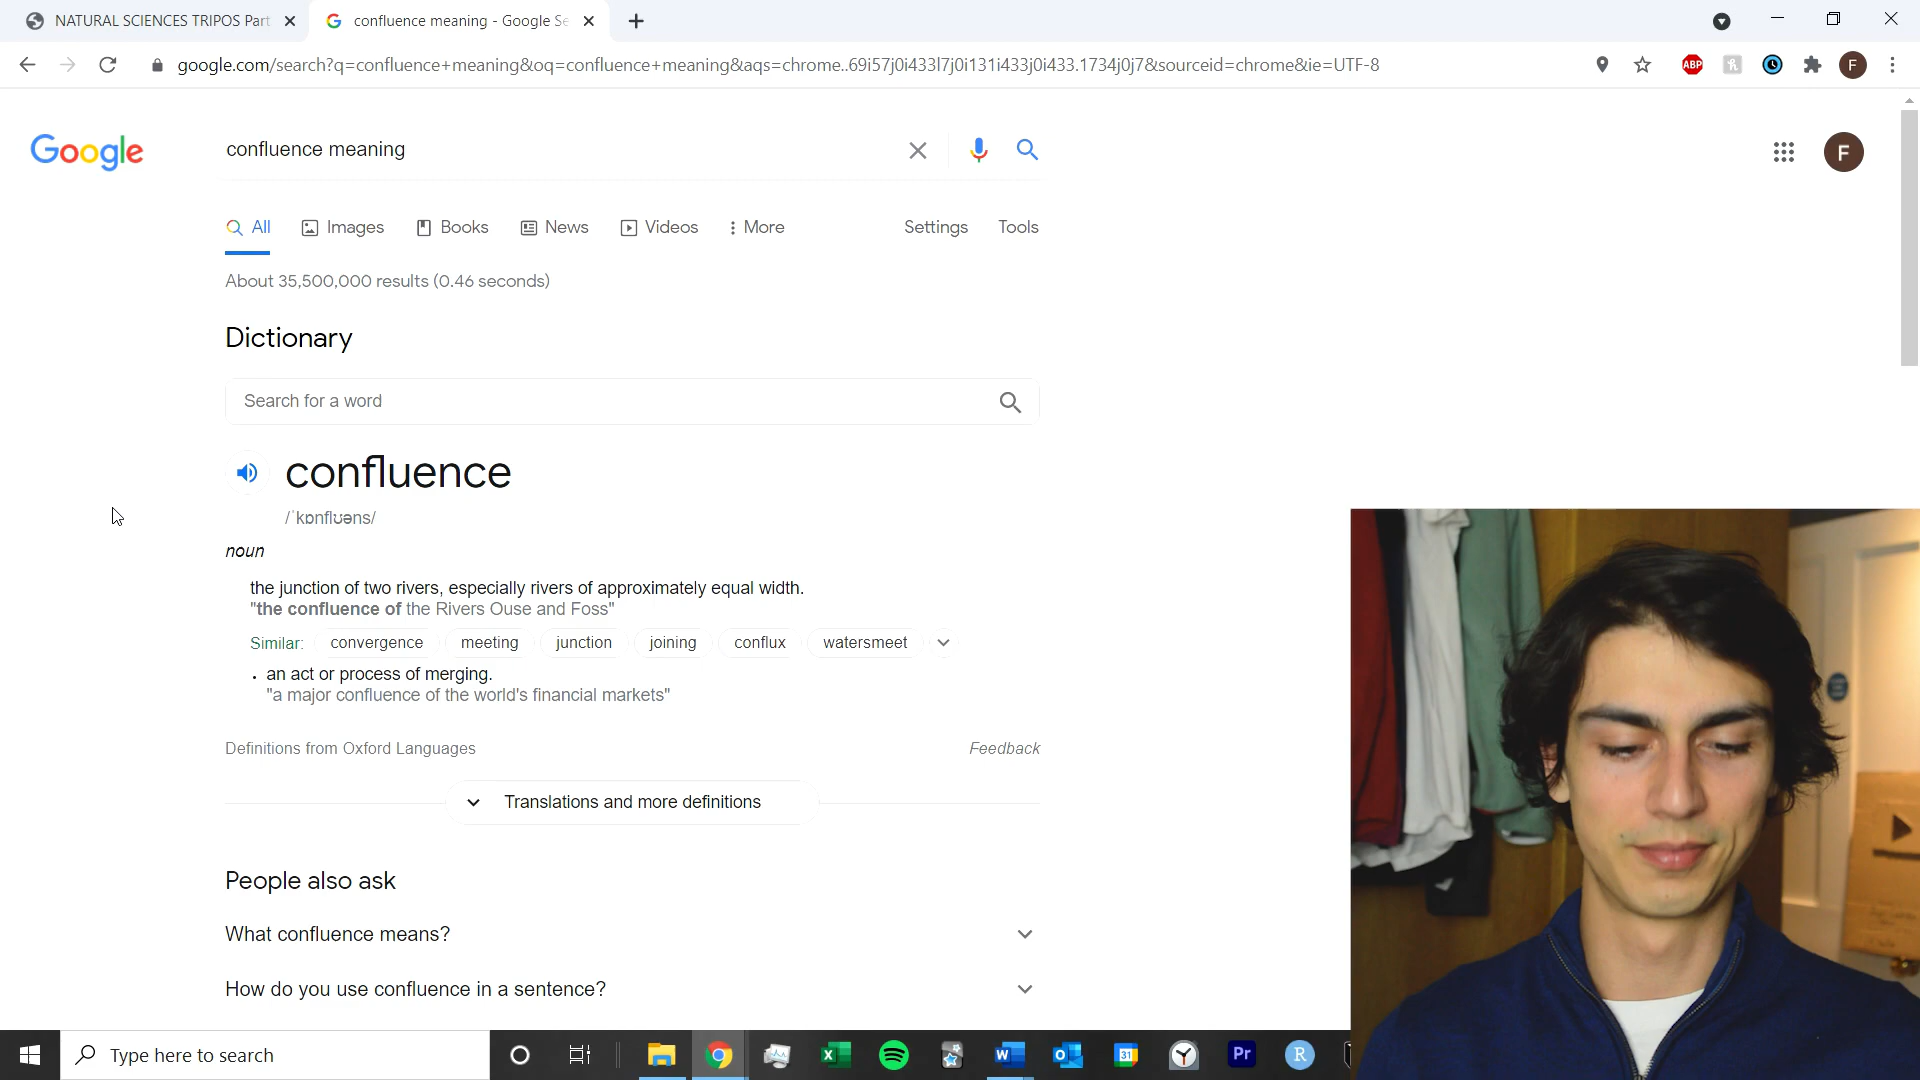 NATURAL SCIENCES TRIPOS Part
confluence meaning - Google Se
google.com/search?q=confluence+meaning&oq=confluence+meaning&aqs=chrome..69i57j0i433l7j0i131i433j0i433.1734j0j7&sourceid=chrome&ie=UTF-8
ABP
F
Google
confluence meaning
F
All
Images
Books
News
Videos
More
Settings
Tools
About 35,500,000 results (0.46 seconds)
Dictionary
Search for a word
confluence
/ˈkɒnflʊəns/
noun
the junction of two rivers, especially rivers of approximately equal width.
"the confluence of the Rivers Ouse and Foss"
Similar: convergence meeting junction joining conflux watersmeet
• an act or process of merging.
"a major confluence of the world's financial markets"
Definitions from Oxford Languages
Feedback
Translations and more definitions
People also ask
What confluence means?
How do you use confluence in a sentence?
Type here to search
X
W
O
31
Pr
R